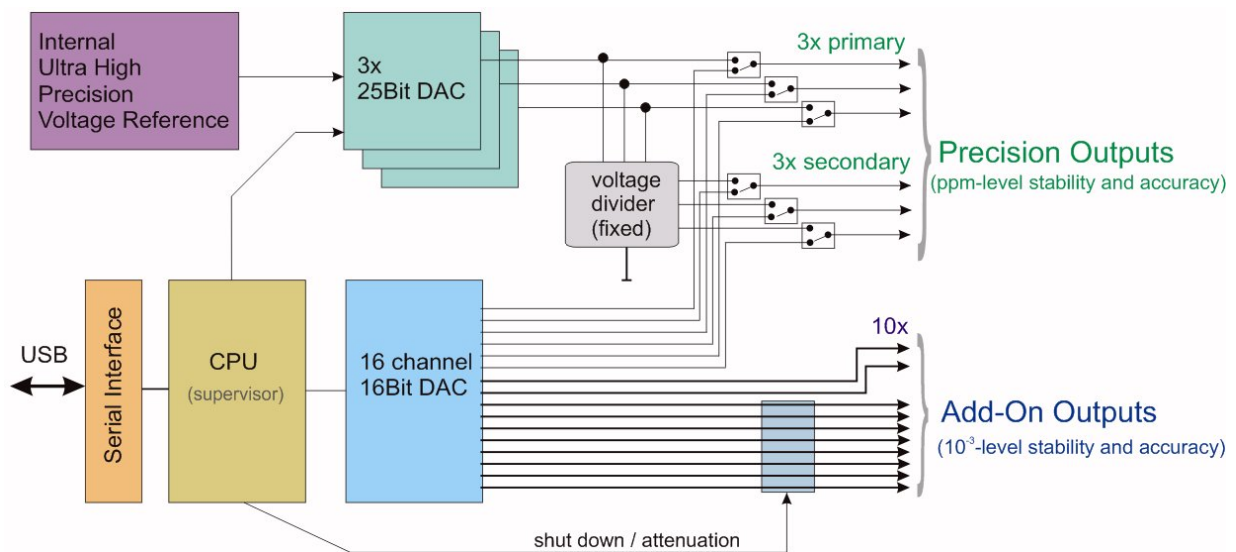 Internal
Ultra High
Precision
Voltage Reference
3x
25Bit DAC
3x primary
Precision Outputs
(ppm-level stability and accuracy)
3x secondary
voltage
divider
(fixed)
USB
Serial Interface
CPU
(supervisor)
16 channel
16Bit DAC
10x
Add-On Outputs
(10⁻³-level stability and accuracy)
shut down / attenuation